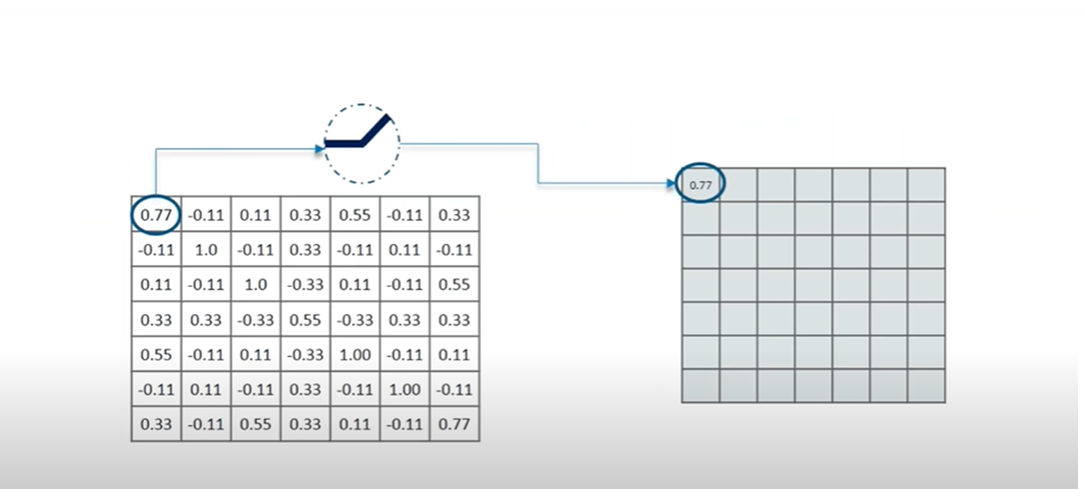 0.77 -0.11 0.11 0.33 0.55 -0.11 0.33
-0.11 1.0 -0.11 0.33 -0.11 0.11 -0.11
0.11 -0.11 1.0 -0.33 0.11 -0.11 0.55
0.33 0.33 -0.33 0.55 -0.33 0.33 0.33
0.55 -0.11 0.11 -0.33 1.00 -0.11 0.11
-0.11 0.11 -0.11 0.33 -0.11 1.00 -0.11
0.33 -0.11 0.55 0.33 0.11 -0.11 0.77
0.77